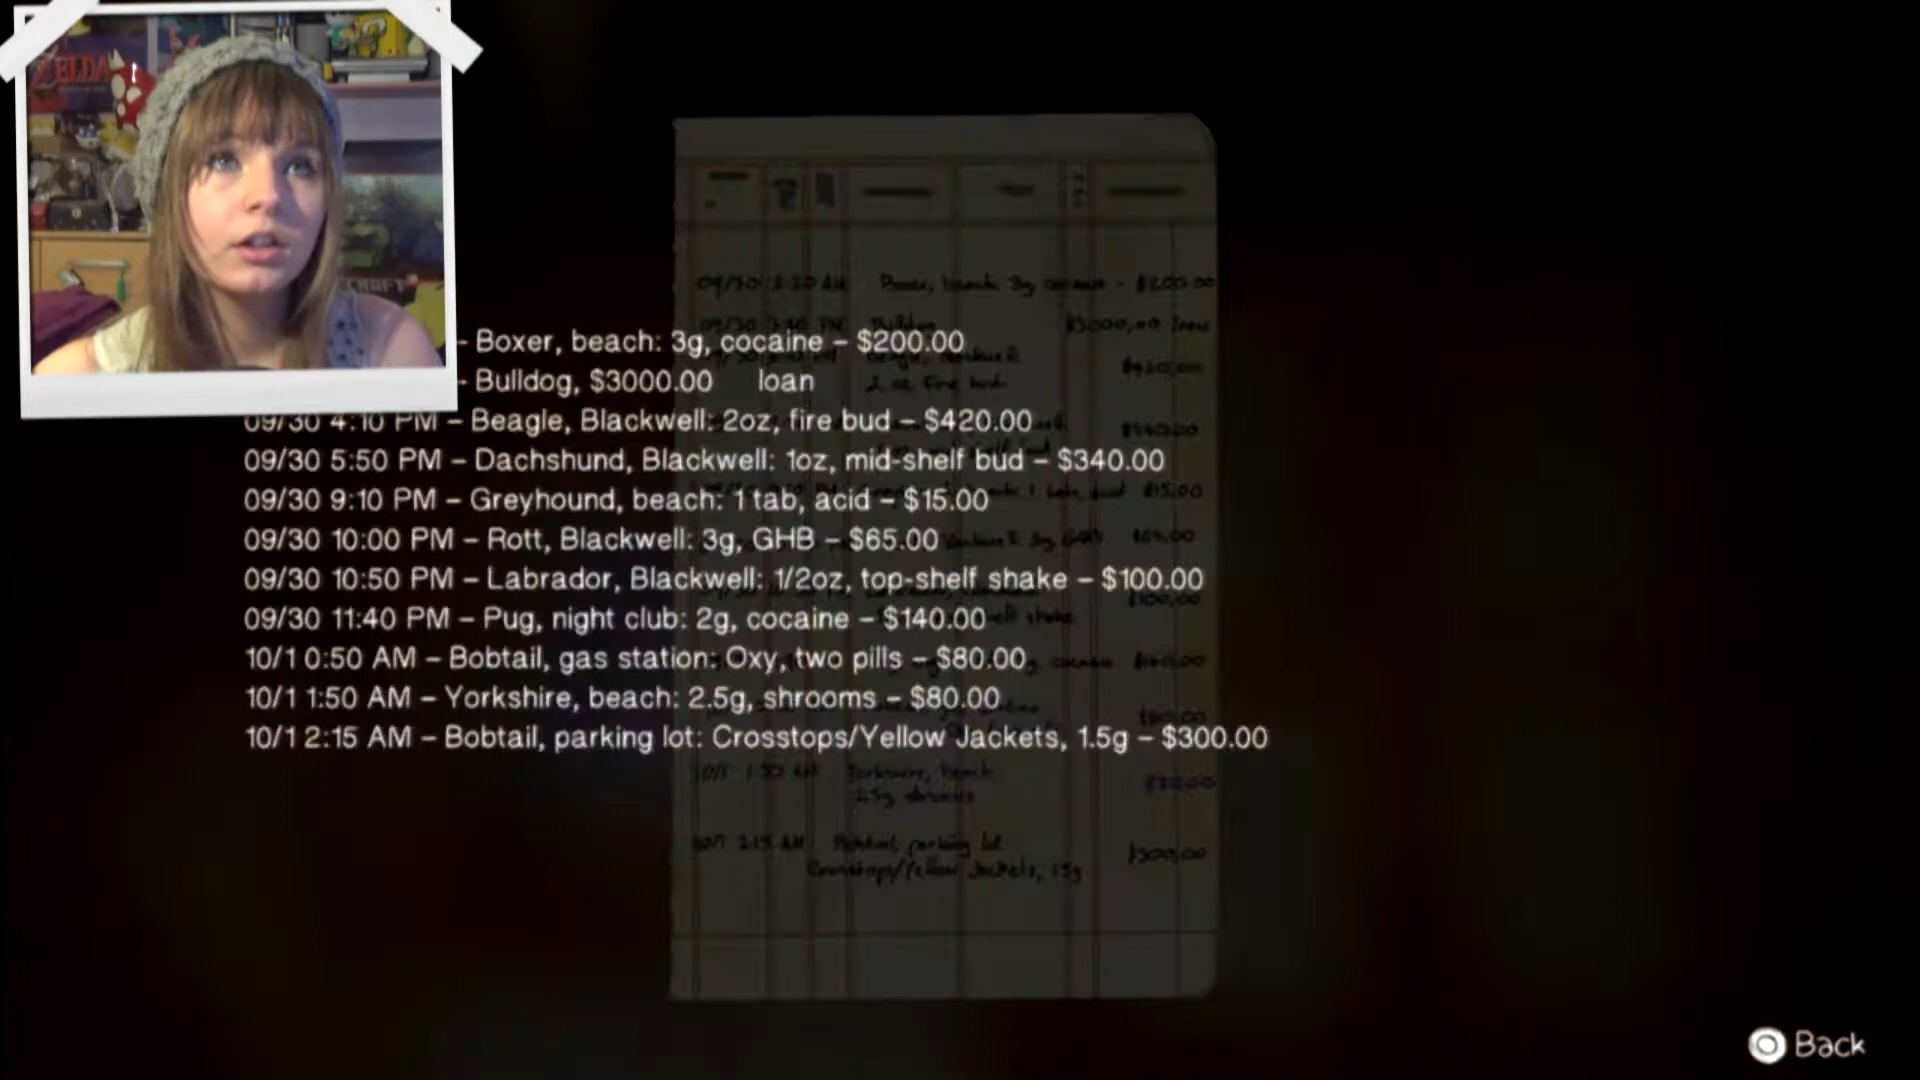 ZELDA
- Boxer, beach: 3g, cocaine – $200.00
- Bulldog, $3000.00 loan
09/30 4:10 PM – Beagle, Blackwell: 2oz, fire bud – $420.00
09/30 5:50 PM – Dachshund, Blackwell: 1oz, mid-shelf bud – $340.00
09/30 9:10 PM – Greyhound, beach: 1 tab, acid – $15.00
09/30 10:00 PM – Rott, Blackwell: 3g, GHB – $65.00
09/30 10:50 PM – Labrador, Blackwell: 1/2oz, top-shelf shake – $100.00
09/30 11:40 PM – Pug, night club: 2g, cocaine – $140.00
10/1 0:50 AM – Bobtail, gas station: Oxy, two pills – $80.00
10/1 1:50 AM – Yorkshire, beach: 2.5g, shrooms – $80.00
10/1 2:15 AM – Bobtail, parking lot: Crosstops/Yellow Jackets, 1.5g – $300.00
Back